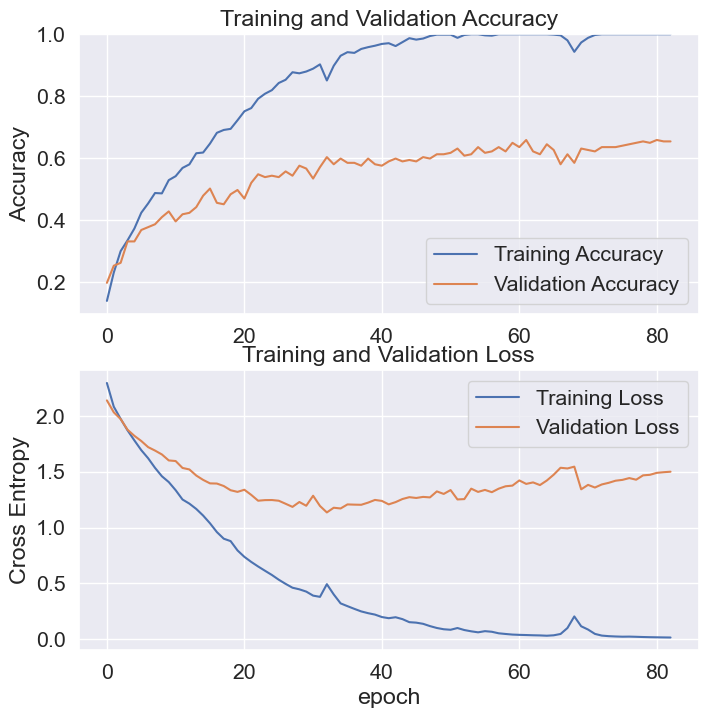 Training and Validation Accuracy
1.0
0.8
0.6
0.4
0.2
Accuracy
Training Accuracy
Validation Accuracy
0 20 40 60 80
Training and Validation Loss
2.0
1.5
1.0
0.5
0.0
Cross Entropy
Training Loss
Validation Loss
0 20 40 60 80
epoch